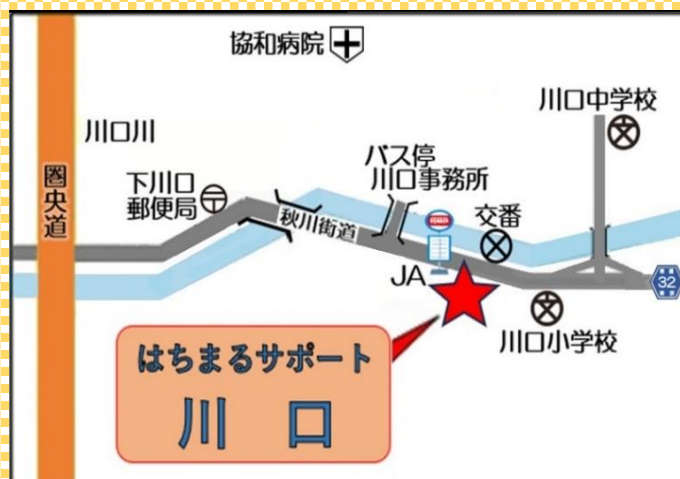 協和病院
川口中学校
川口川
圏央道
バス停
川口事務所
下川口
郵便局
秋川街道
交番
JA
32
川口小学校
はちまるサポート
川口